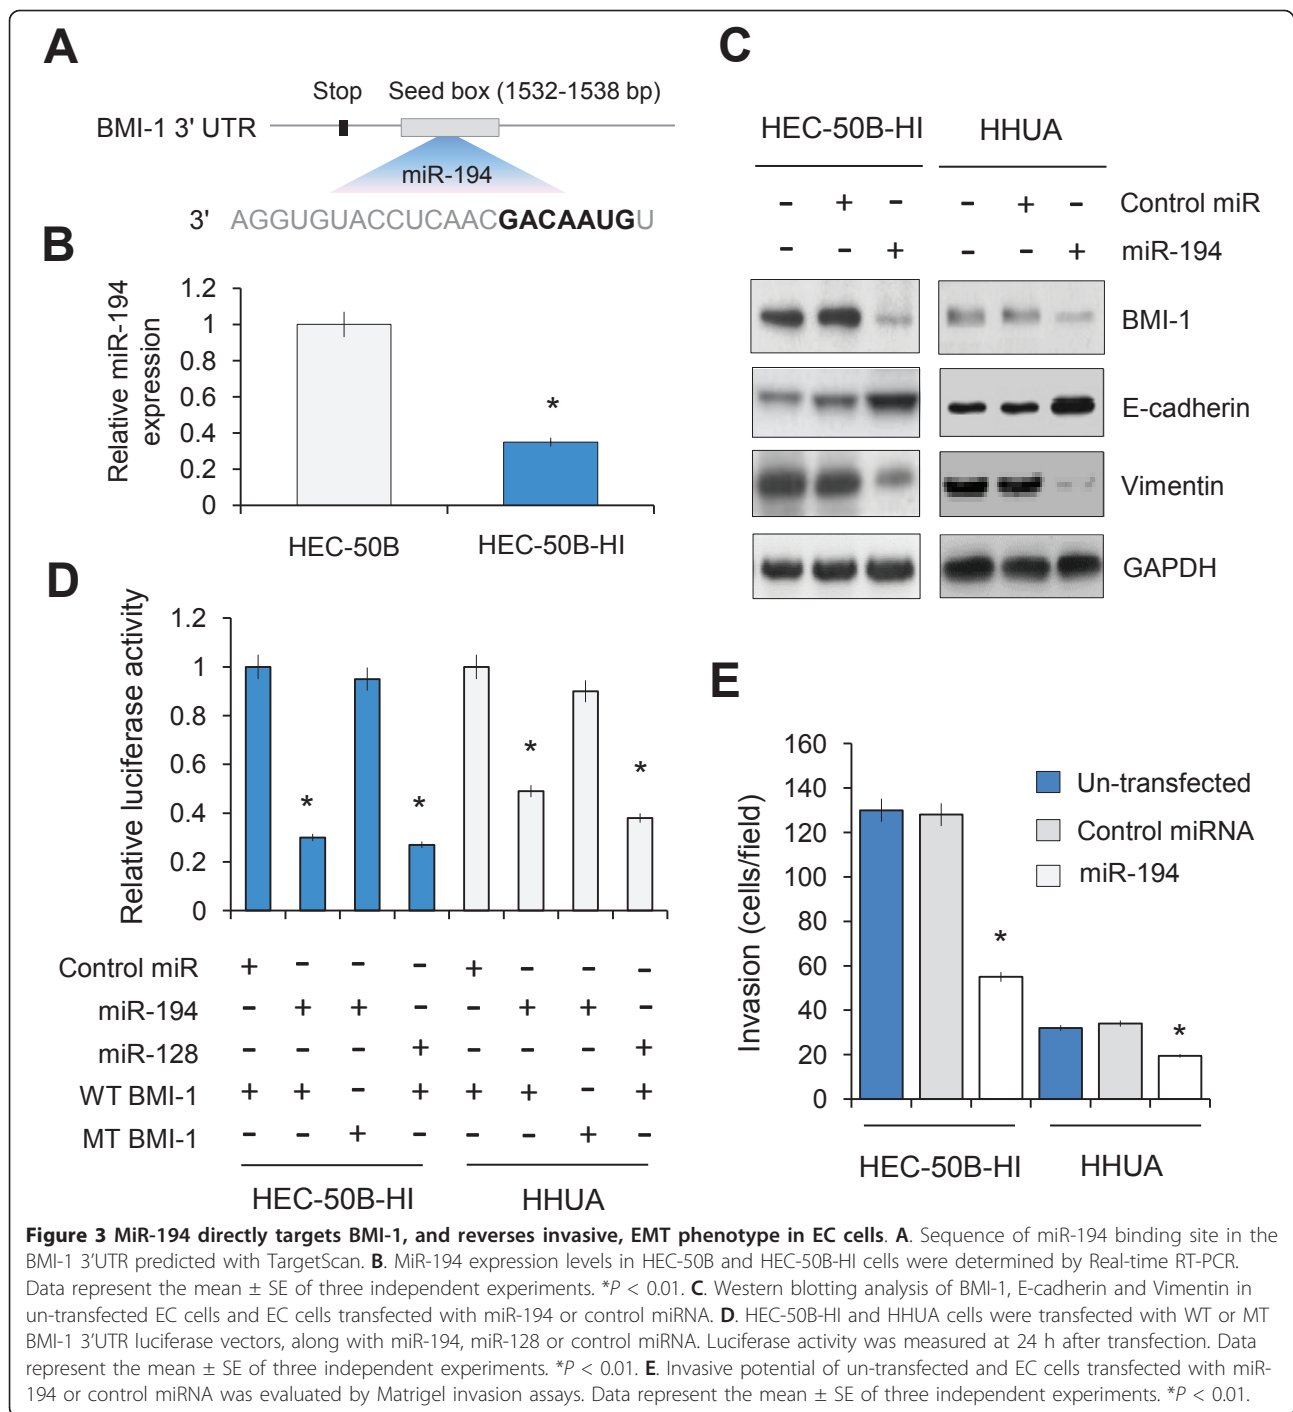 A
Stop Seed box (1532-1538 bp)
BMI-1 3' UTR
miR-194
3' AGGUGUACCUCAACGACAAUGU
B
Relative miR-194
expression
1.2
1
0.8
0.6
0.4
0.2
0
*
HEC-50B HEC-50B-HI
C
HEC-50B-HI HHUA
- + - - + - Control miR
- - + - - + miR-194
BMI-1
E-cadherin
Vimentin
GAPDH
D
Relative luciferase activity
1.2
1
0.8
0.6
0.4
0.2
0
* * * *
Control miR + - - - + - - -
miR-194 - + + - - + + -
miR-128 - - - + - - - +
WT BMI-1 + + - + + + - +
MT BMI-1 - - + - - - + -
HEC-50B-HI HHUA
E
Invasion (cells/field)
160
140
120
100
80
60
40
20
0
Un-transfected
Control miRNA
miR-194
* *
HEC-50B-HI HHUA
Figure 3 MiR-194 directly targets BMI-1, and reverses invasive, EMT phenotype in EC cells. A. Sequence of miR-194 binding site in the
BMI-1 3'UTR predicted with TargetScan. B. MiR-194 expression levels in HEC-50B and HEC-50B-HI cells were determined by Real-time RT-PCR.
Data represent the mean ± SE of three independent experiments. *P < 0.01. C. Western blotting analysis of BMI-1, E-cadherin and Vimentin in
un-transfected EC cells and EC cells transfected with miR-194 or control miRNA. D. HEC-50B-HI and HHUA cells were transfected with WT or MT
BMI-1 3'UTR luciferase vectors, along with miR-194, miR-128 or control miRNA. Luciferase activity was measured at 24 h after transfection. Data
represent the mean ± SE of three independent experiments. *P < 0.01. E. Invasive potential of un-transfected and EC cells transfected with miR-
194 or control miRNA was evaluated by Matrigel invasion assays. Data represent the mean ± SE of three independent experiments. *P < 0.01.